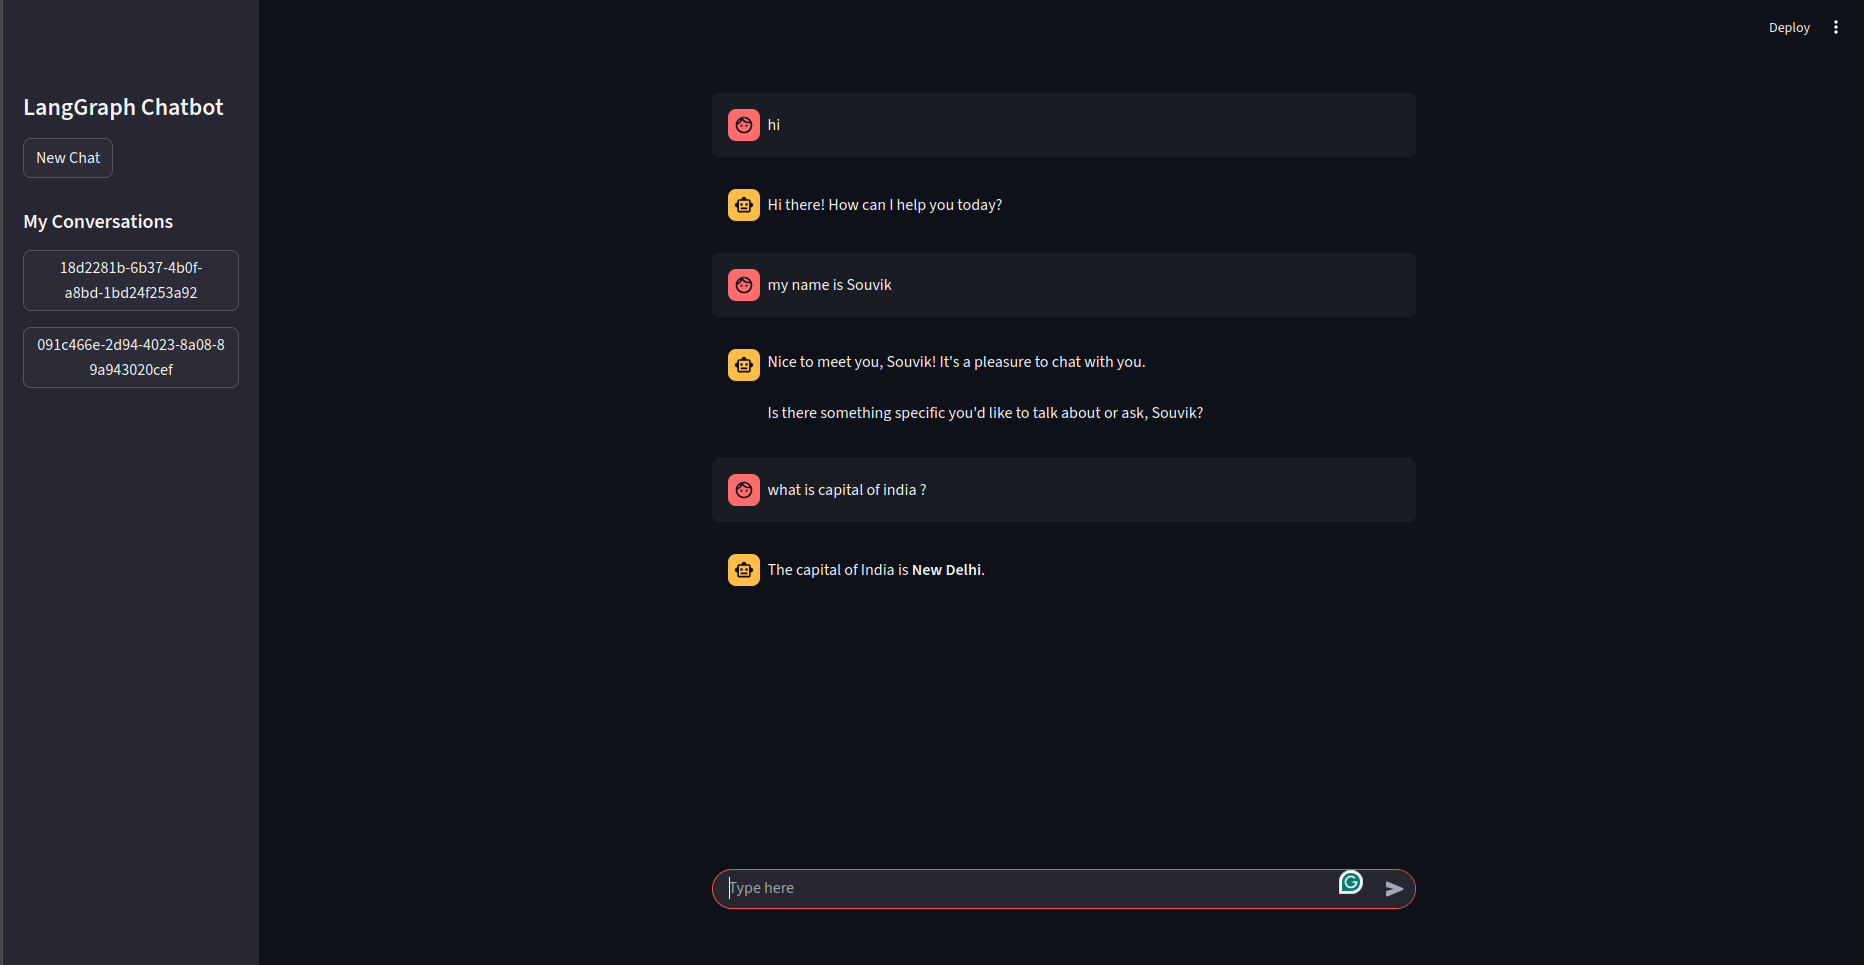 Deploy
LangGraph Chatbot
New Chat
My Conversations
18d2281b-6b37-4b0f-
a8bd-1bd24f253a92
091c466e-2d94-4023-8a08-8
9a943020cef
hi
Hi there! How can I help you today?
my name is Souvik
Nice to meet you, Souvik! It's a pleasure to chat with you.
Is there something specific you'd like to talk about or ask, Souvik?
what is capital of india ?
The capital of India is New Delhi.
Type here